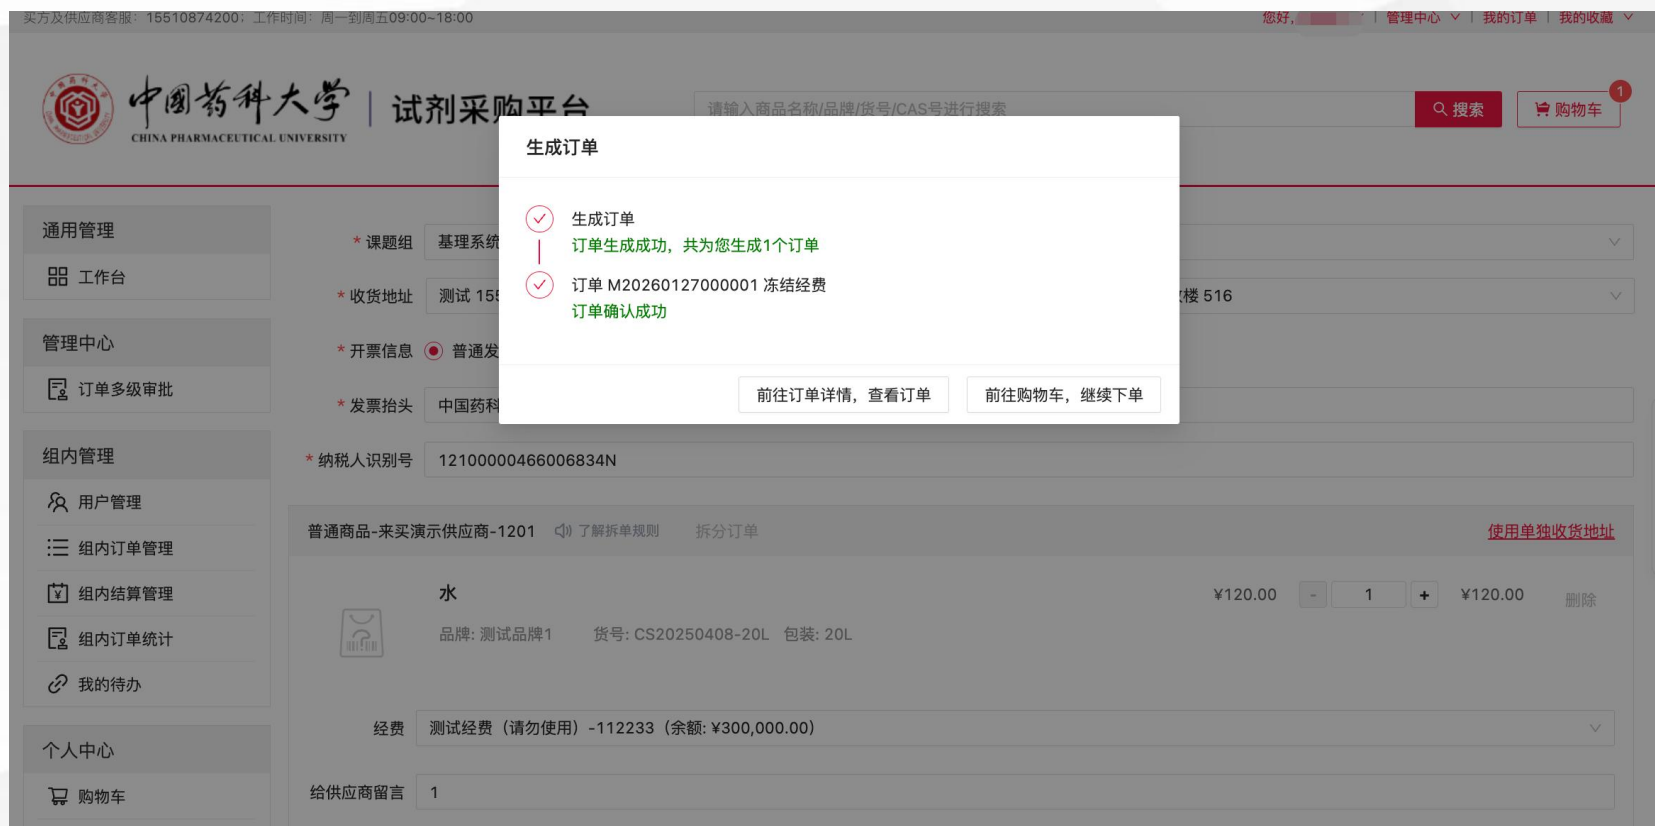 买方及供应商客服：15510874200；工作时间：周一到周五09:00~18:00
您好, 管理中心 我的订单 我的收藏
中國药科大学 试剂采购平台
CHINA PHARMACEUTICAL UNIVERSITY
请输入商品名称/品牌/货号/CAS号进行搜索
搜索
购物车
1
生成订单
生成订单
订单生成成功，共为您生成1个订单
订单 M20260127000001 冻结经费
订单确认成功
前往订单详情，查看订单
前往购物车，继续下单
通用管理
工作台
管理中心
订单多级审批
组内管理
用户管理
组内订单管理
组内结算管理
组内订单统计
我的待办
个人中心
购物车
* 课题组 基理系统
* 收货地址 测试 155 楼 516
* 开票信息 普通发
* 发票抬头 中国药科
* 纳税人识别号 12100000466006834N
普通商品-来买演示供应商-1201 了解拆单规则 拆分订单 使用单独收货地址
水 ¥120.00 - 1 + ¥120.00 删除
品牌: 测试品牌1 货号: CS20250408-20L 包装: 20L
经费 测试经费（请勿使用）-112233（余额: ¥300,000.00）
给供应商留言 1